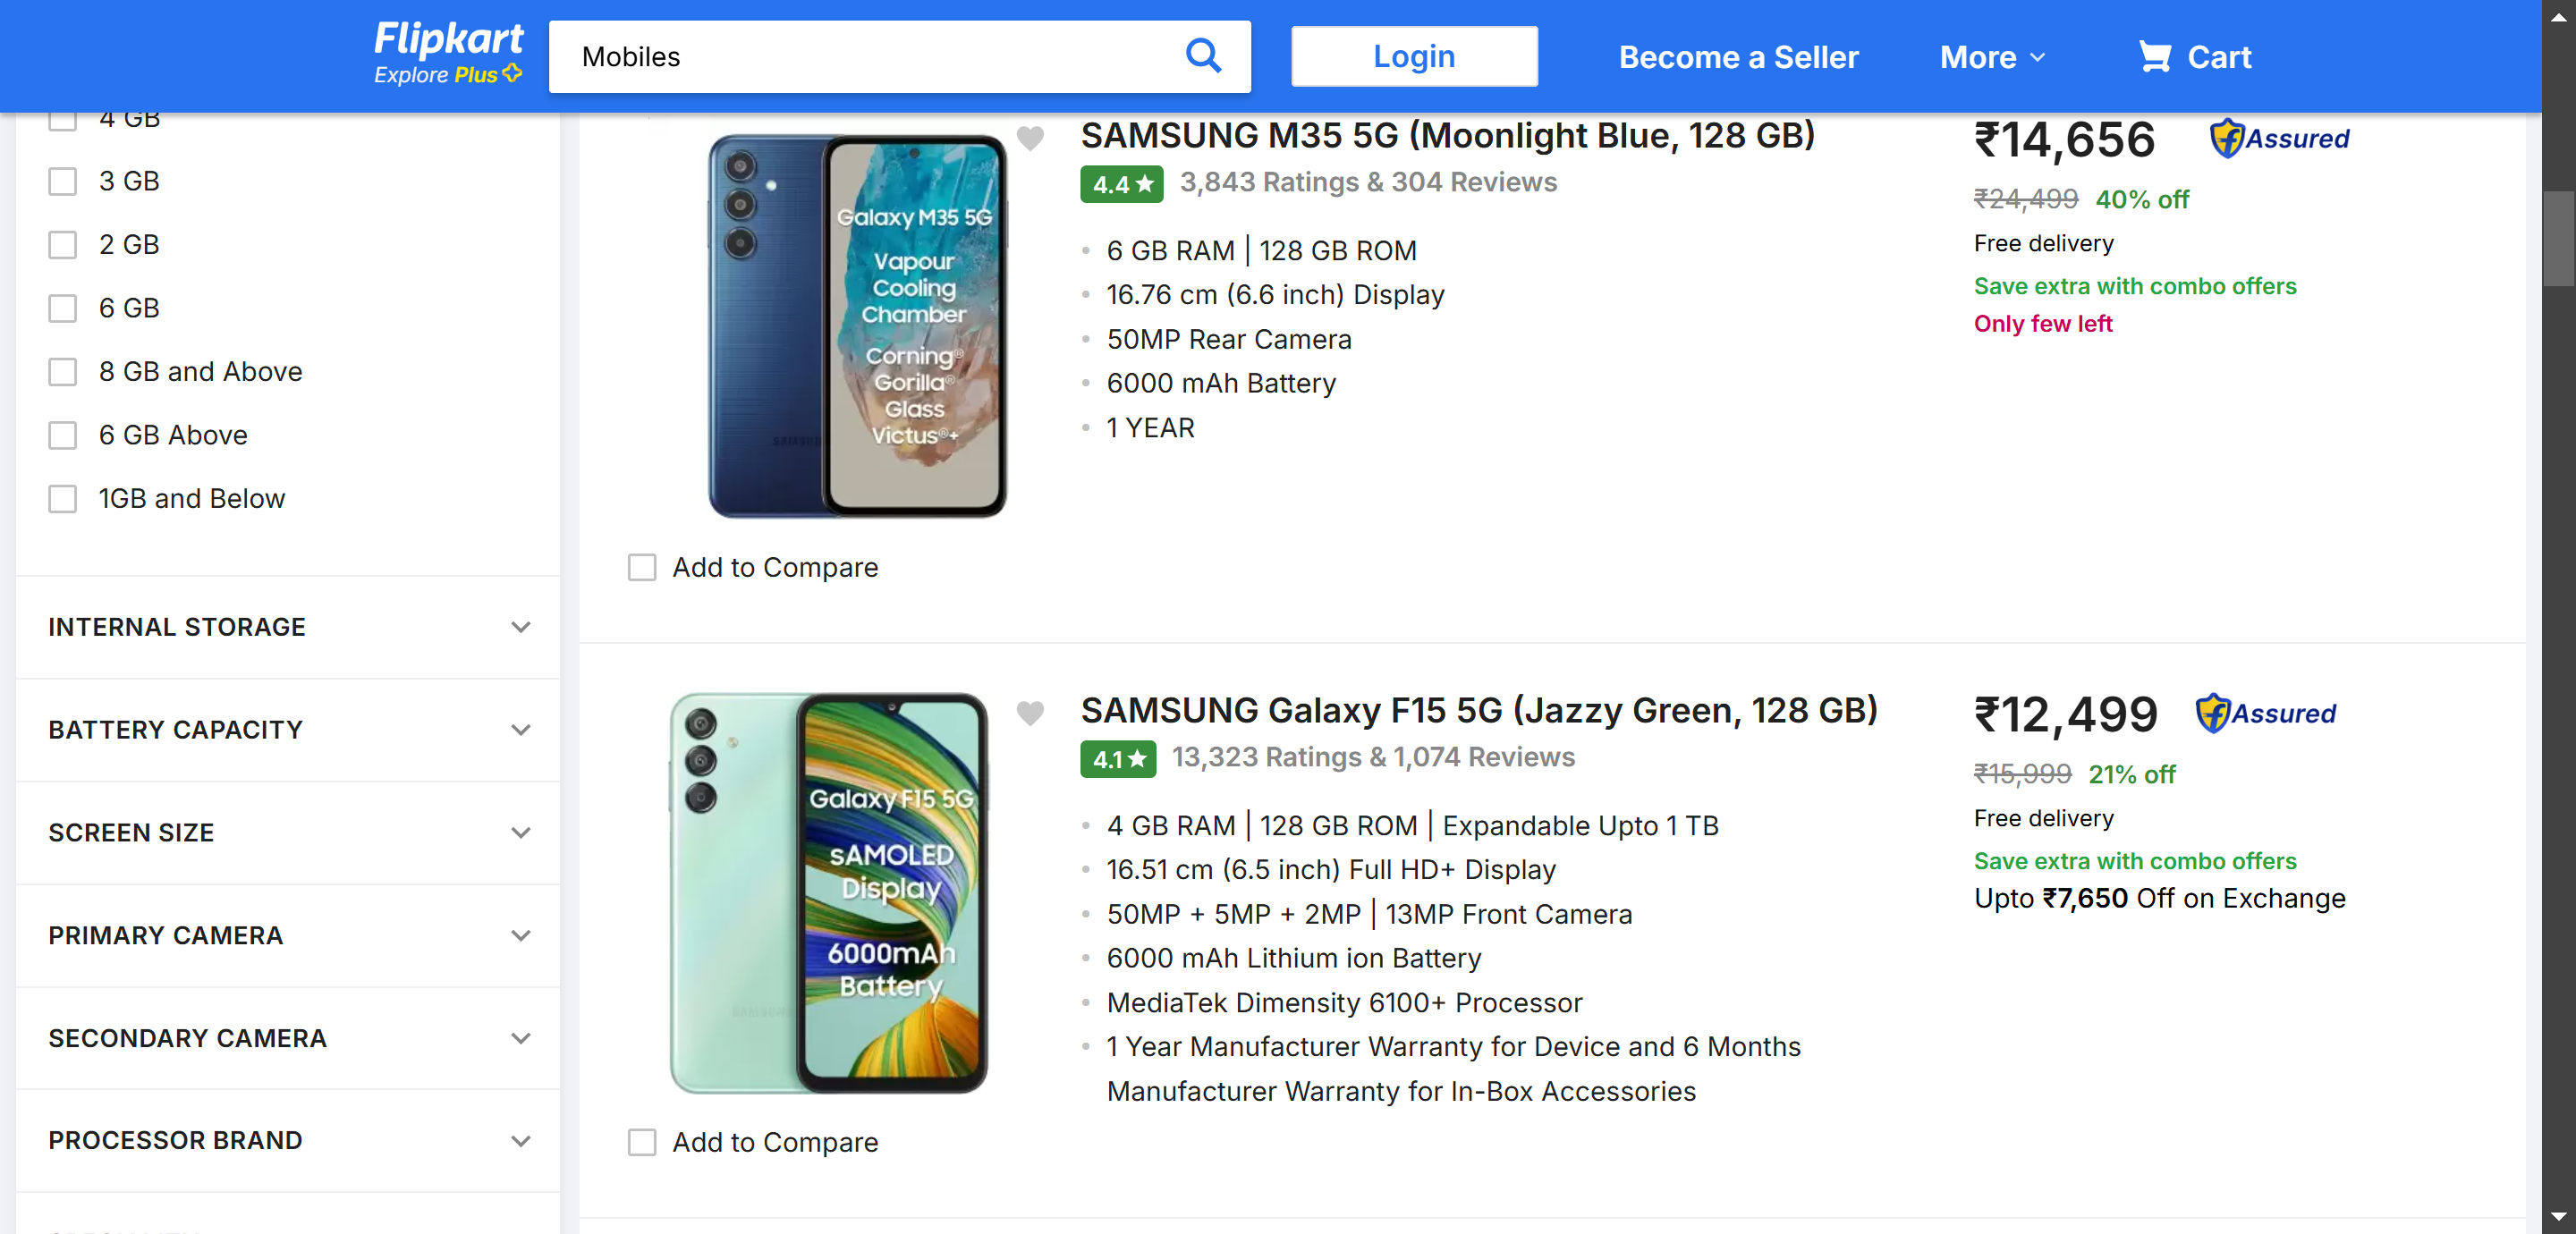 Flipkart
Explore Plus
Mobiles
Login
Become a Seller
More
Cart
4 GB
3 GB
2 GB
6 GB
8 GB and Above
6 GB Above
1GB and Below
INTERNAL STORAGE
BATTERY CAPACITY
SCREEN SIZE
PRIMARY CAMERA
SECONDARY CAMERA
PROCESSOR BRAND
Galaxy M35 5G
Vapour
Cooling
Chamber
Corning®
Gorilla®
Glass
Victus®+
Add to Compare
SAMSUNG M35 5G (Moonlight Blue, 128 GB)
4.4★ 3,843 Ratings & 304 Reviews
6 GB RAM | 128 GB ROM
16.76 cm (6.6 inch) Display
50MP Rear Camera
6000 mAh Battery
1 YEAR
₹14,656 Assured
₹24,499 40% off
Free delivery
Save extra with combo offers
Only few left
Galaxy F15 5G
sAMOLED
Display
6000mAh
Battery
Add to Compare
SAMSUNG Galaxy F15 5G (Jazzy Green, 128 GB)
4.1★ 13,323 Ratings & 1,074 Reviews
4 GB RAM | 128 GB ROM | Expandable Upto 1 TB
16.51 cm (6.5 inch) Full HD+ Display
50MP + 5MP + 2MP | 13MP Front Camera
6000 mAh Lithium ion Battery
MediaTek Dimensity 6100+ Processor
1 Year Manufacturer Warranty for Device and 6 Months
Manufacturer Warranty for In-Box Accessories
₹12,499 Assured
₹15,999 21% off
Free delivery
Save extra with combo offers
Upto ₹7,650 Off on Exchange